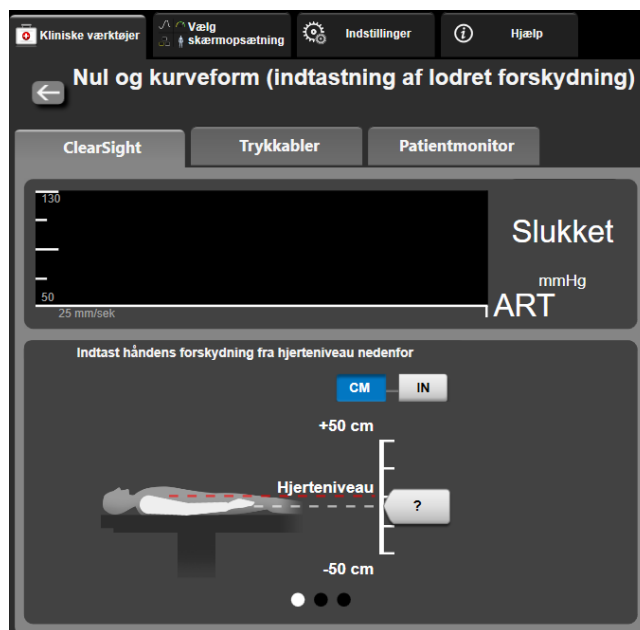 Kliniske værktøjer
Vælg
skærmopsætning
Indstillinger
Hjælp
Nul og kurveform (indtastning af lodret forskydning)
ClearSight
Trykkabler
Patientmonitor
130
50
25 mm/sek
Slukket
mmHg
ART
Indtast håndens forskydning fra hjerteniveau nedenfor
CM
IN
+50 cm
Hjerteniveau
?
-50 cm